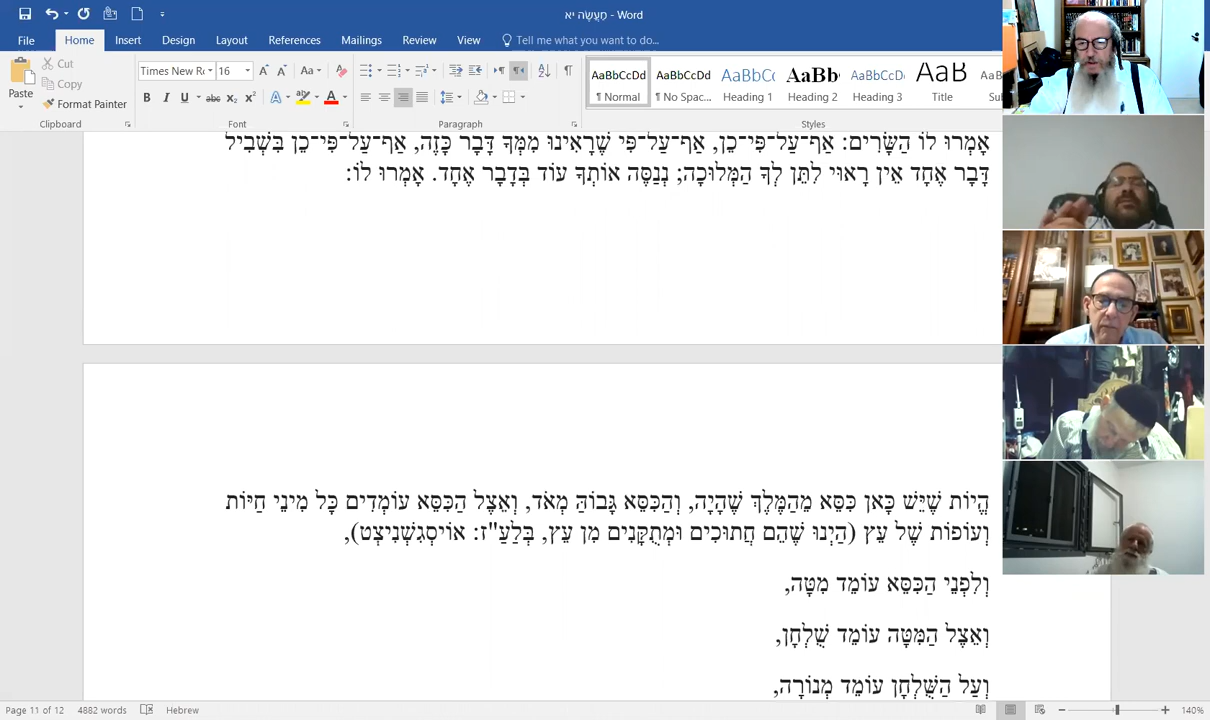 מַעֲשֶׂה יא - Word
File Home Insert Design Layout References Mailings Review View Tell me what you want to do...
Cut
Copy
Paste
Format Painter
Times New Ro 16
AaBbCcDd AaBbCcDd AaBbCc AaBb AaBbCcDd AaB
¶ Normal ¶ No Spac... Heading 1 Heading 2 Heading 3 Title
Clipboard Font Paragraph Styles
אָמְרוּ לוֹ הַשָּׂרִים: אַף־עַל־פִּי־כֵן, אַף־עַל־פִּי שֶׁרָאִינוּ מִמְּךָ דָּבָר כָּזֶה, אַף־עַל־פִּי־כֵן בִּשְׁבִיל
דָּבָר אֶחָד אֵין רָאוּי לִתֵּן לְךָ הַמְּלוּכָה; נְנַסֶּה אוֹתְךָ עוֹד בְּדָבָר אֶחָד. אָמְרוּ לוֹ:
הֱיוֹת שֶׁיֵּשׁ כָּאן כִּסֵּא מֵהַמֶּלֶךְ שֶׁהָיָה, וְהַכִּסֵּא גָּבוֹהַּ מְאֹד, וְאֵצֶל הַכִּסֵּא עוֹמְדִים כָּל מִינֵי חַיּוֹת
וְעוֹפוֹת שֶׁל עֵץ (הַיְנוּ שֶׁהֵם חֲתוּכִים וּמְתֻקָּנִים מִן עֵץ, בְּלַעַ"ז: אוֹיסְגִשְׁנִיצְט),
וְלִפְנֵי הַכִּסֵּא עוֹמֵד מִטָּה,
וְאֵצֶל הַמִּטָּה עוֹמֵד שֻׁלְחָן,
וְעַל הַשֻּׁלְחָן עוֹמֵד מְנוֹרָה,
Page 11 of 12 4882 words Hebrew 140%